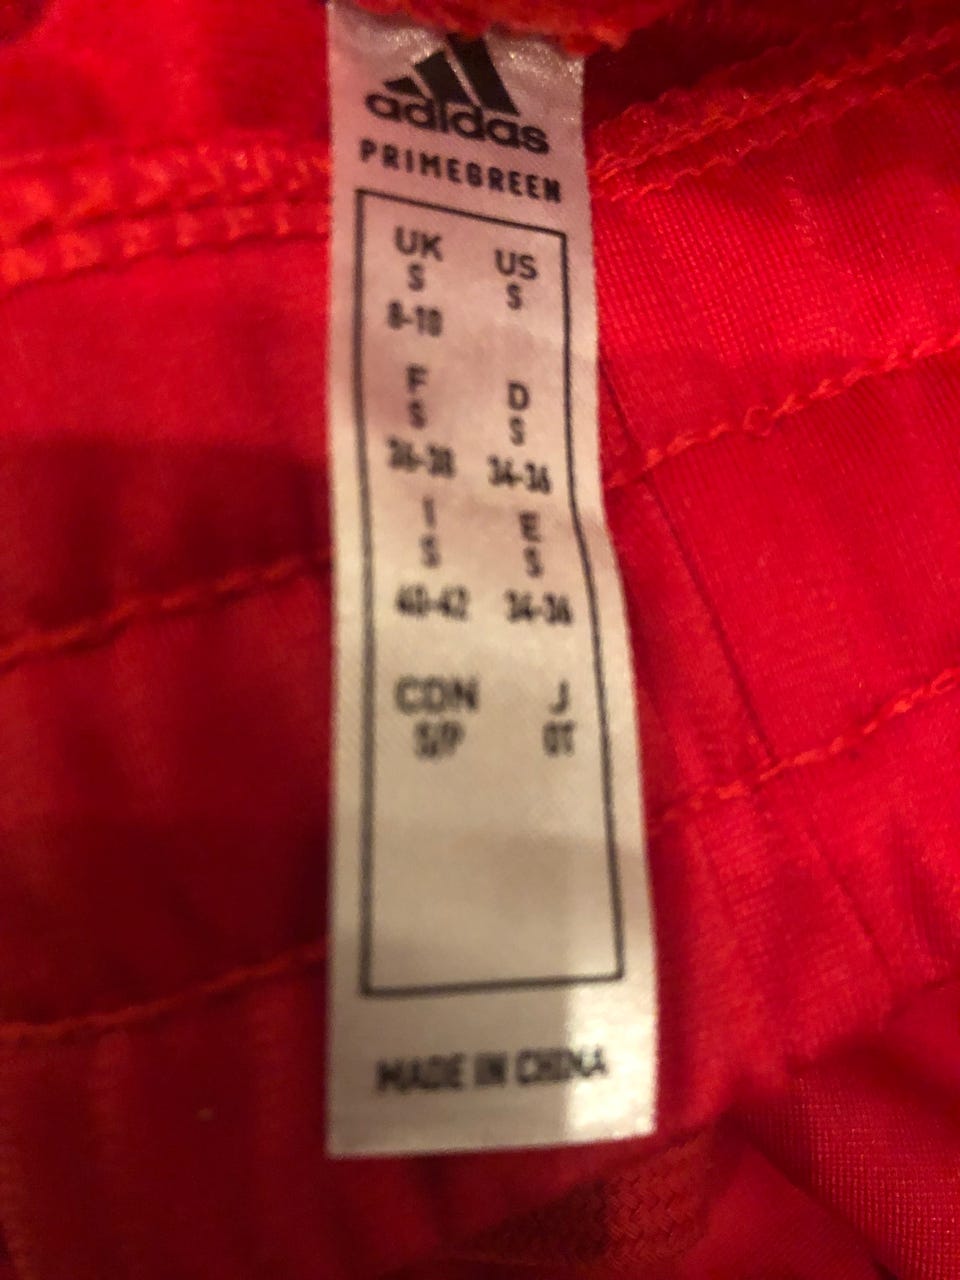 adidas
PRIMEGREEN
UK US
S S
8-10
F D
S S
36-38 34-36
I E
S S
40-42 34-36
CDN J
S/P OT
MADE IN CHINA